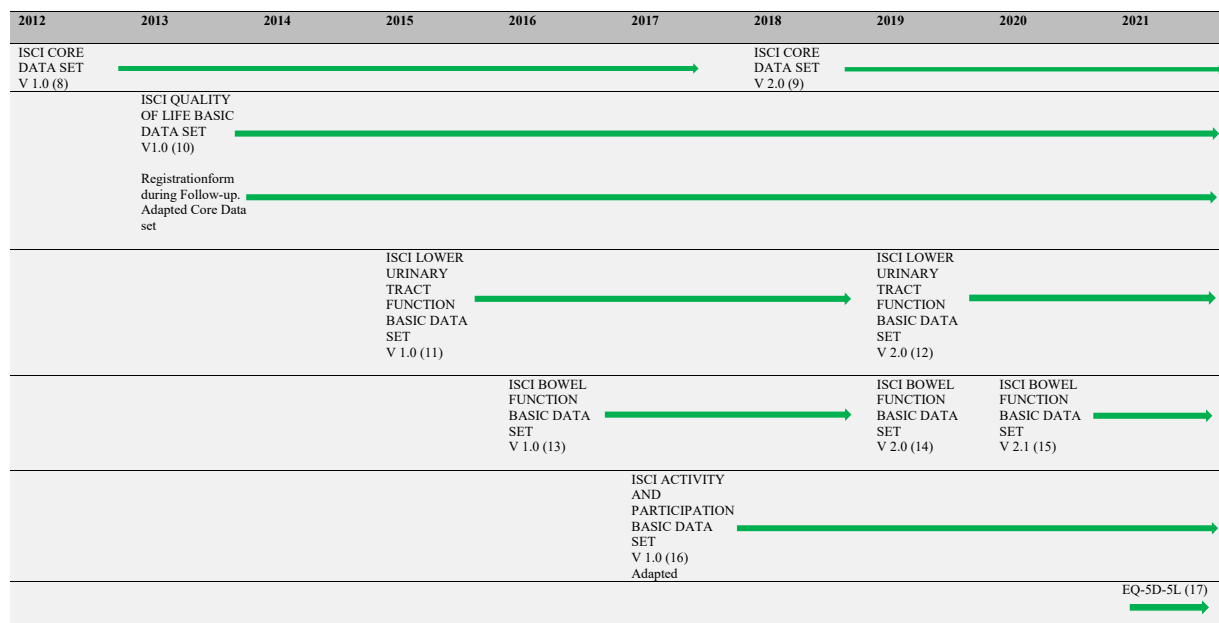 2012 2013 2014 2015 2016 2017 2018 2019 2020 2021
ISCI CORE
DATA SET
V 1.0 (8)
ISCI CORE
DATA SET
V 2.0 (9)
ISCI QUALITY
OF LIFE BASIC
DATA SET
V1.0 (10)
Registrationform
during Follow-up.
Adapted Core Data
set
ISCI LOWER
URINARY
TRACT
FUNCTION
BASIC DATA
SET
V 1.0 (11)
ISCI LOWER
URINARY
TRACT
FUNCTION
BASIC DATA
SET
V 2.0 (12)
ISCI BOWEL
FUNCTION
BASIC DATA
SET
V 1.0 (13)
ISCI BOWEL
FUNCTION
BASIC DATA
SET
V 2.0 (14)
ISCI BOWEL
FUNCTION
BASIC DATA
SET
V 2.1 (15)
ISCI ACTIVITY
AND
PARTICIPATION
BASIC DATA
SET
V 1.0 (16)
Adapted
EQ-5D-5L (17)